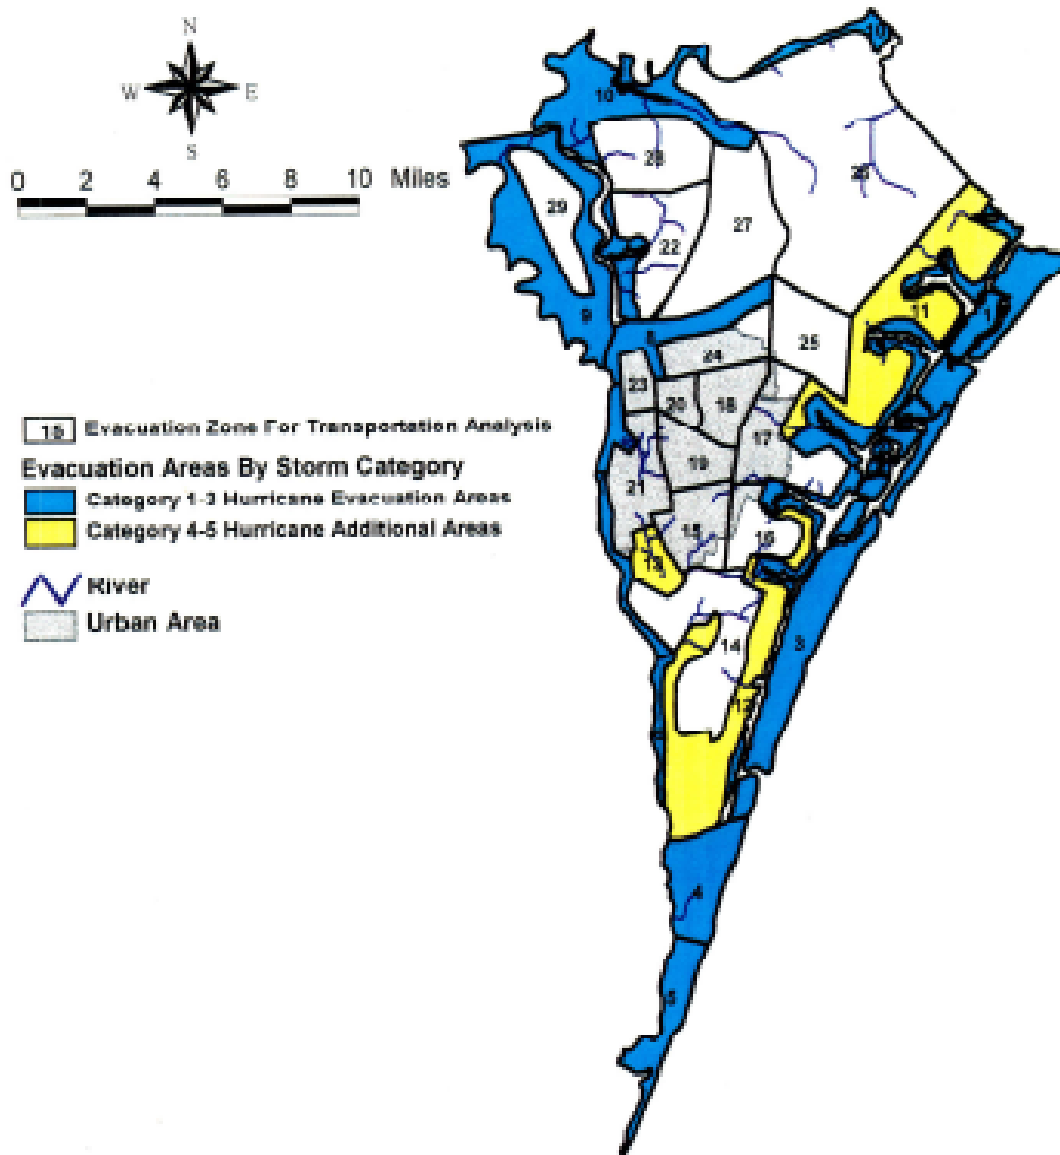 N
W E
S
0 2 4 6 8 10 Miles
15 Evacuation Zone For Transportation Analysis
Evacuation Areas By Storm Category
Category 1-3 Hurricane Evacuation Areas
Category 4-5 Hurricane Additional Areas
River
Urban Area
10
10
28
29
22
27
9
11
1
25
24
23
20
18
17
19
21
15
16
13
14
3
12
4
5